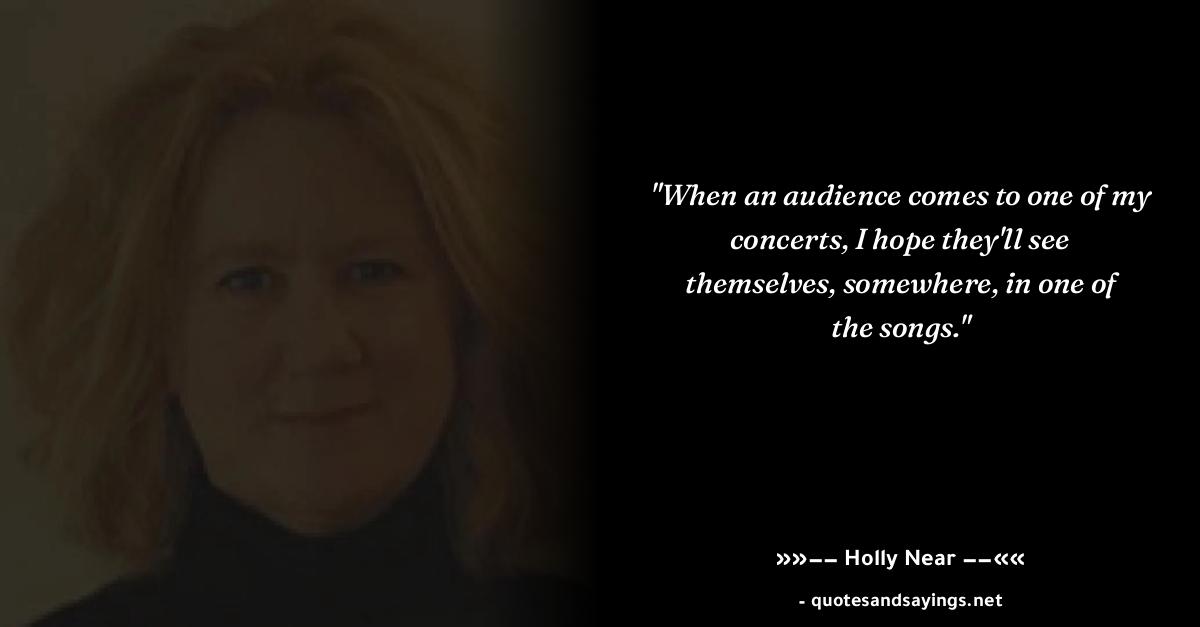 "When an audience comes to one of my
concerts, I hope they'll see
themselves, somewhere, in one of
the songs."
»»−− Holly Near −−««
- quotesandsayings.net